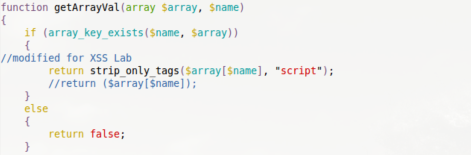 function getArrayVal(array $array, $name)
{
    if (array_key_exists($name, $array))
    {
//modified for XSS Lab
        return strip_only_tags($array[$name], "script");
        //return ($array[$name]);
    }
    else
    {
        return false;
    }